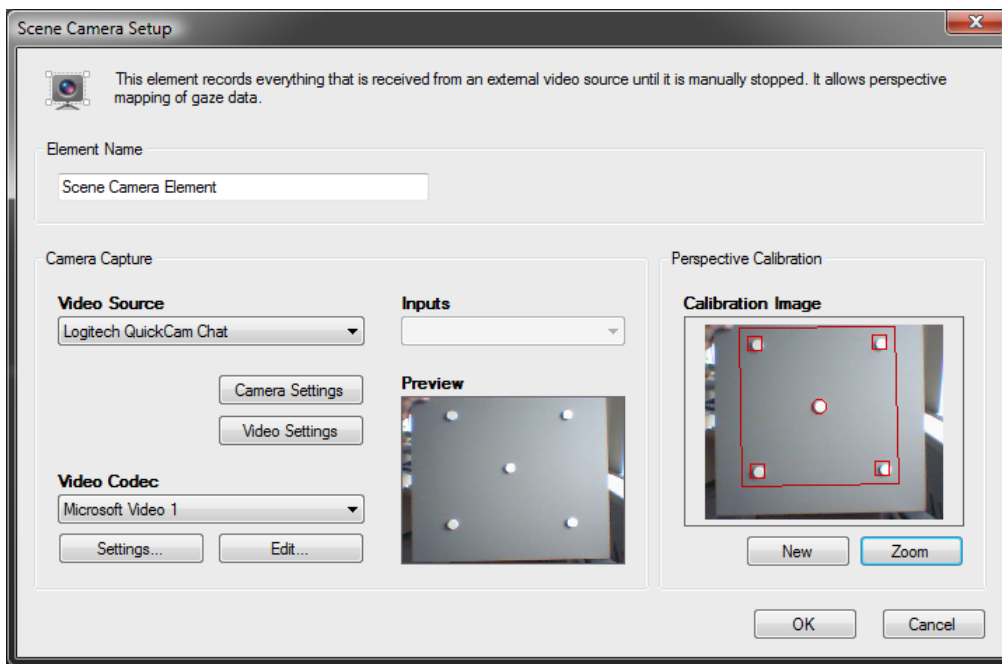 Scene Camera Setup
This element records everything that is received from an external video source until it is manually stopped. It allows perspective
mapping of gaze data.
Element Name
Scene Camera Element
Camera Capture
Video Source
Logitech QuickCam Chat
Inputs
Camera Settings
Video Settings
Preview
Video Codec
Microsoft Video 1
Settings...
Edit...
Perspective Calibration
Calibration Image
New
Zoom
OK
Cancel